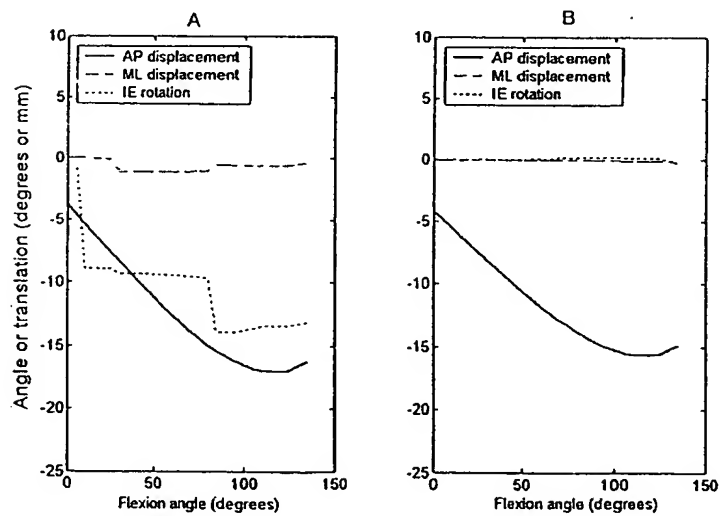 A
10
5
0
-5
-10
-15
-20
-25
Angle or translation (degrees or mm)
AP displacement
ML displacement
IE rotation
0
50
100
150
Flexion angle (degrees)
B
10
5
0
-5
-10
-15
-20
-25
AP displacement
ML displacement
IE rotation
0
50
100
150
Flexion angle (degrees)